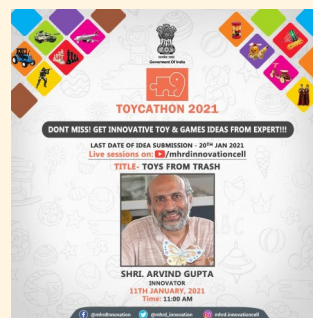 Government Of India
TOYCATHON 2021
DONT MISS! GET INNOVATIVE TOY & GAMES IDEAS FROM EXPERT!!!
LAST DATE OF IDEA SUBMISSION - 20TH JAN 2021
Live sessions on: /mhrdinnovationcell
TITLE- TOYS FROM TRASH
SHRI. ARVIND GUPTA
INNOVATOR
11TH JANUARY, 2021
Time: 11:00 AM
@mhrdinnovation @mhrd_innovation mhrd.innovationcell